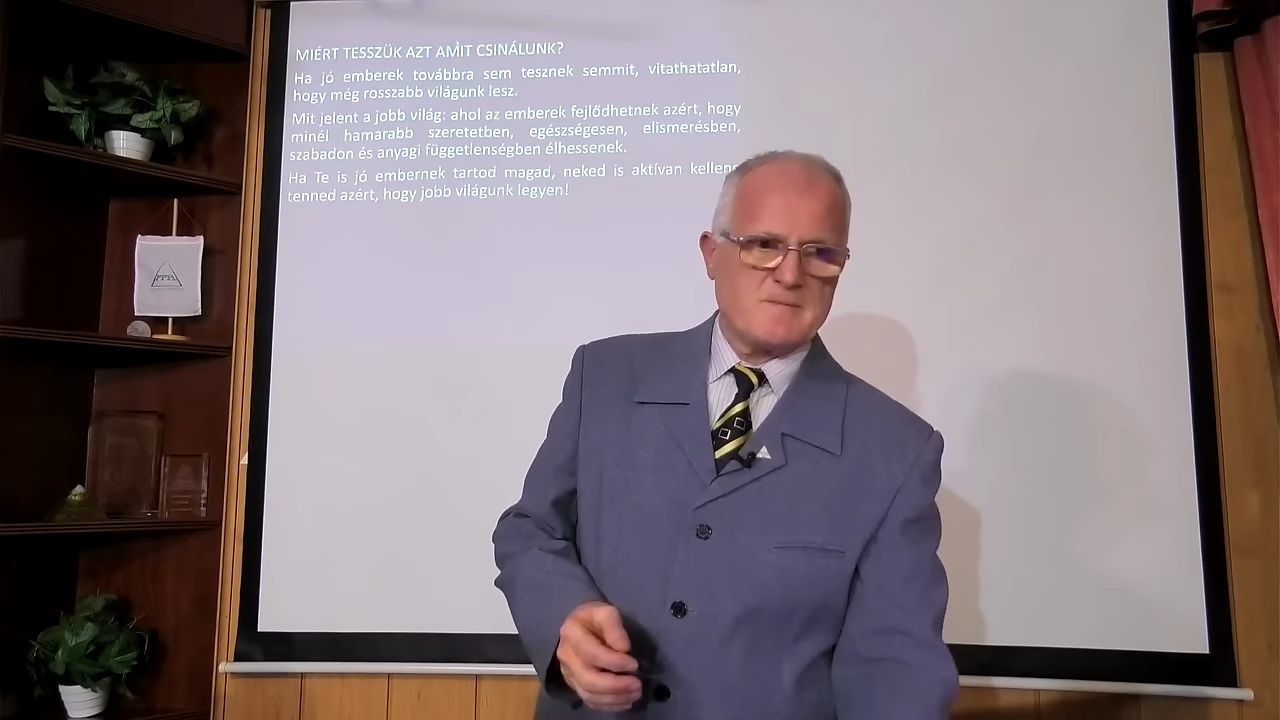 MIÉRT TESSZÜK AZT AMIT CSINÁLUNK?
Ha jó emberek továbbra sem tesznek semmit, vitathatatlan,
hogy még rosszabb világunk lesz.
Mit jelent a jobb világ: ahol az emberek fejlődhetnek azért, hogy
minél hamarabb szeretetben, egészségesen, elismerésben,
szabadon és anyagi függetlenségben élhessenek.
Ha Te is jó embernek tartod magad, neked is aktívan kellene
tenned azért, hogy jobb világunk legyen!